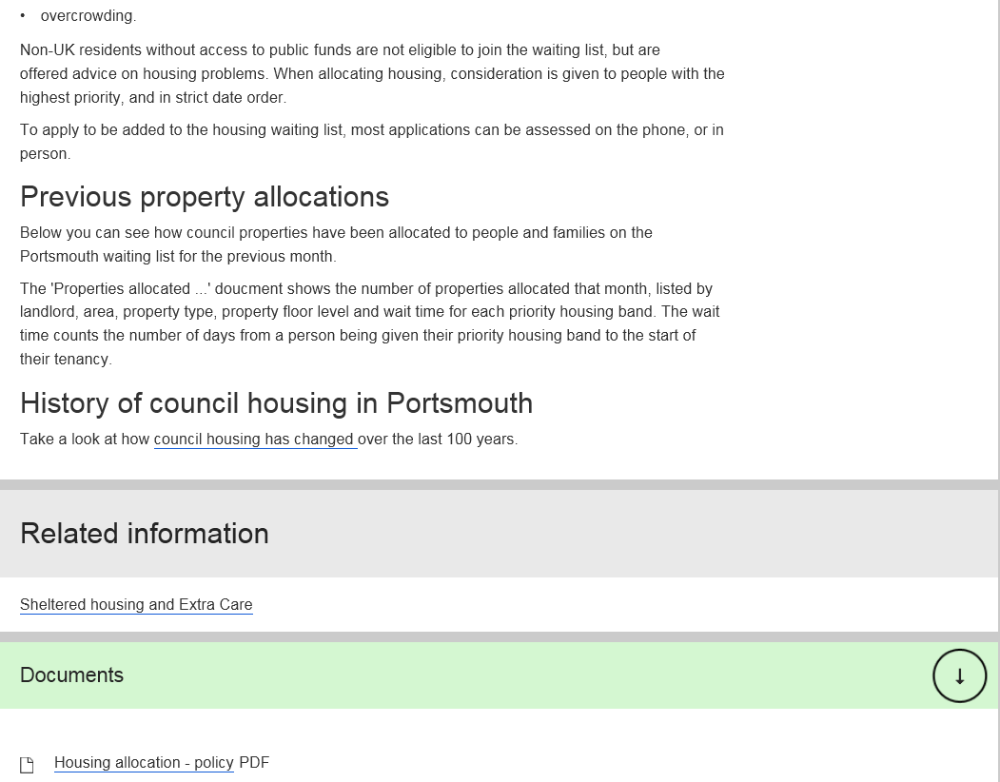 • overcrowding.
Non-UK residents without access to public funds are not eligible to join the waiting list, but are
offered advice on housing problems. When allocating housing, consideration is given to people with the
highest priority, and in strict date order.
To apply to be added to the housing waiting list, most applications can be assessed on the phone, or in
person.
Previous property allocations
Below you can see how council properties have been allocated to people and families on the
Portsmouth waiting list for the previous month.
The 'Properties allocated ...' doucment shows the number of properties allocated that month, listed by
landlord, area, property type, property floor level and wait time for each priority housing band. The wait
time counts the number of days from a person being given their priority housing band to the start of
their tenancy.
History of council housing in Portsmouth
Take a look at how council housing has changed over the last 100 years.
Related information
Sheltered housing and Extra Care
Documents
Housing allocation - policy PDF